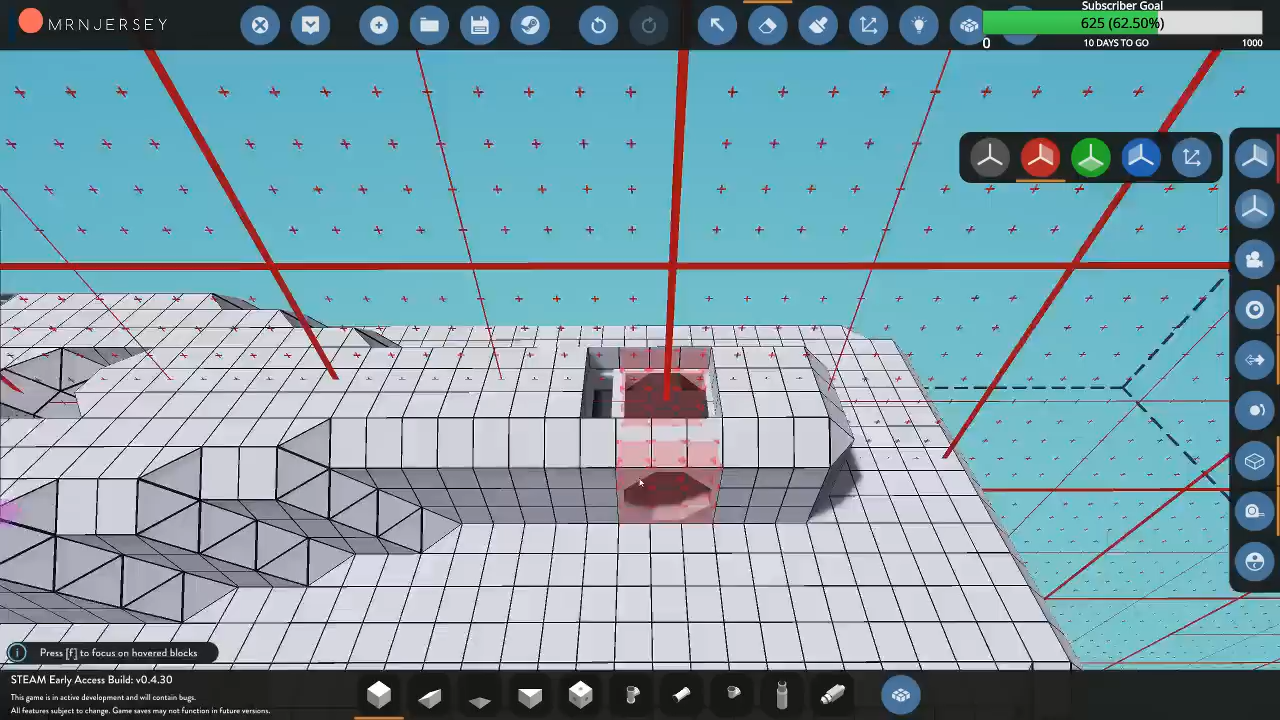 MRNJERSEY
Subscriber Goal
625 (62.50%)
0
10 DAYS TO GO
1000
Press [f] to focus on hovered blocks
STEAM Early Access Build: v0.4.30
This game is in active development and will contain bugs.
All features subject to change. Game saves may not function in future versions.